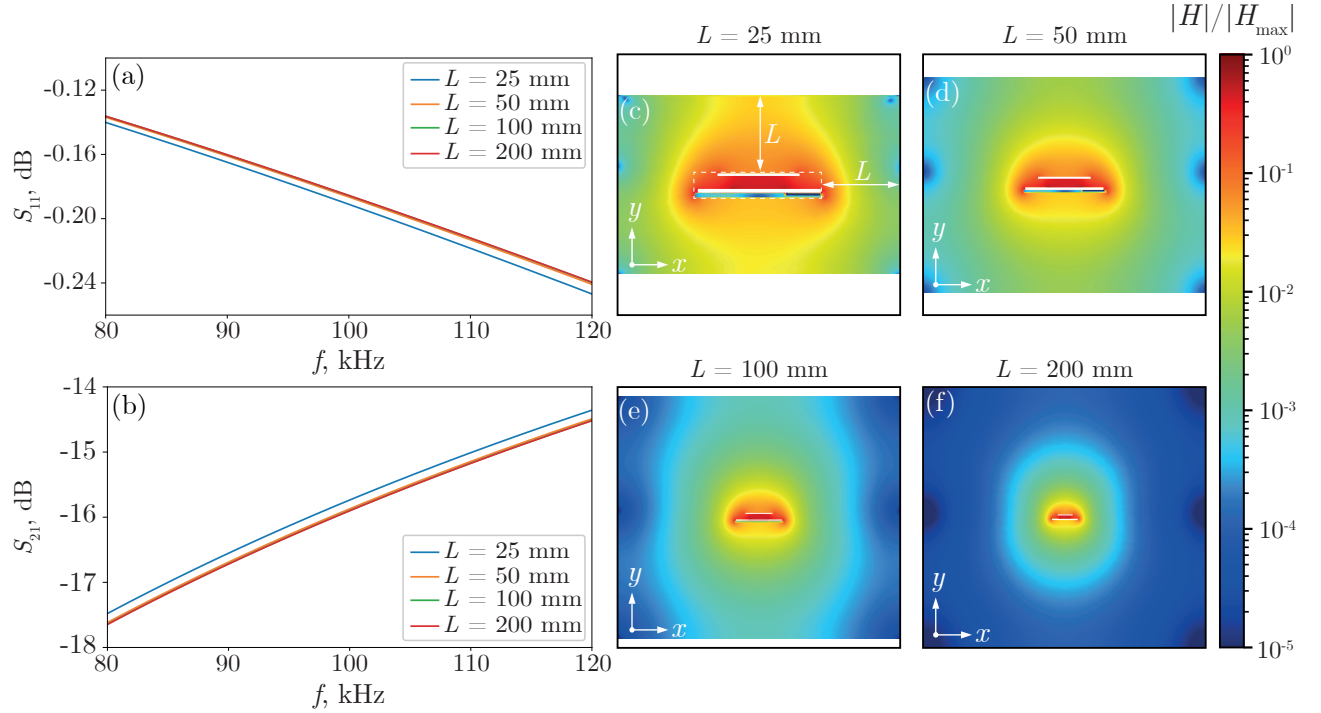 |H|/|H_max|
(a)
L = 25 mm
L = 50 mm
L = 100 mm
L = 200 mm
-0.12
-0.16
-0.20
-0.24
S_11, dB
80 90 100 110 120
f, kHz
(b)
-14
-15
-16
-17
-18
S_21, dB
L = 25 mm
L = 50 mm
L = 100 mm
L = 200 mm
80 90 100 110 120
f, kHz
L = 25 mm
(c)
L
L
y
x
L = 50 mm
(d)
y
x
L = 100 mm
(e)
y
x
L = 200 mm
(f)
y
x
10^0
10^-1
10^-2
10^-3
10^-4
10^-5